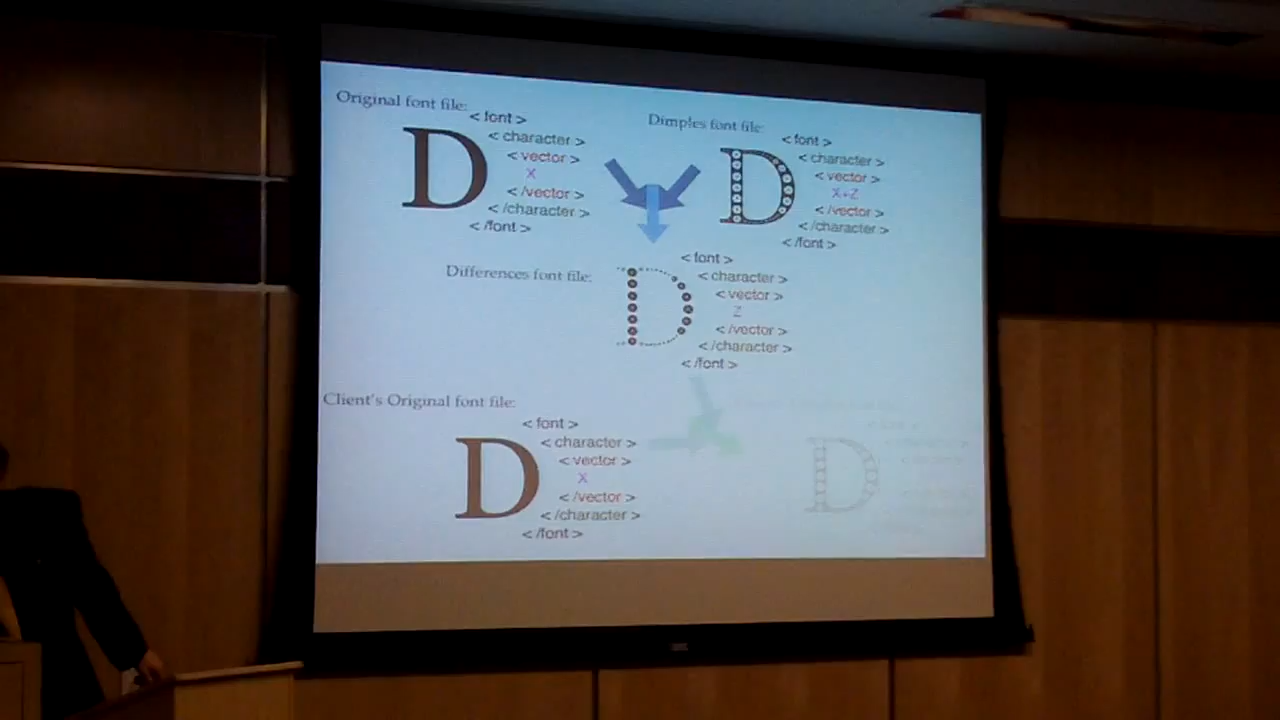 Original font file:
D
< font >
< character >
< vector >
X
< /vector >
< /character >
< /font >
Dimples font file:
D
< font >
< character >
< vector >
X+Z
< /vector >
< /character >
< /font >
Differences font file:
D
< font >
< character >
< vector >
Z
< /vector >
< /character >
< /font >
Client's Original font file:
D
< font >
< character >
< vector >
X
< /vector >
< /character >
< /font >
D